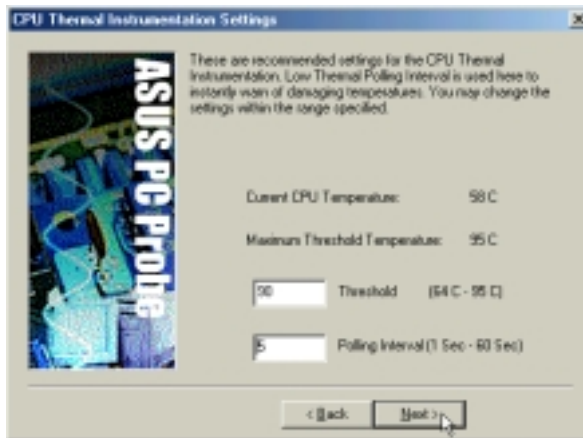 CPU Thermal Instrumentation Settings
ASUS PC Probe
These are recommended settings for the CPU Thermal
Instrumentation. Low Thermal Polling Interval is used here to
instantly warn of damaging temperatures. You may change the
settings within the range specified.
Current CPU Temperature: 58 C
Maximum Threshold Temperature: 95 C
90 Threshold (64 C - 95 C)
5 Polling Interval (1 Sec - 60 Sec)
< Back Next >